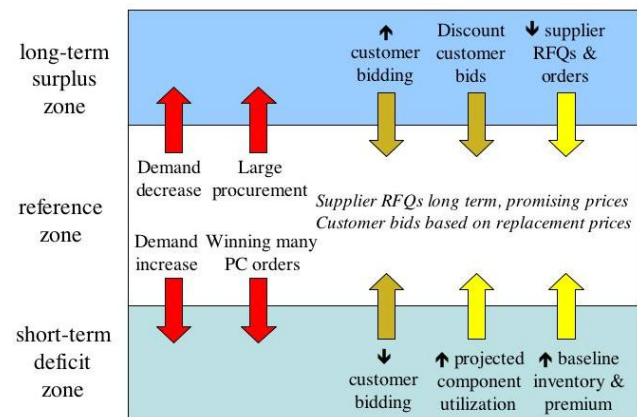 long-term
surplus
zone
↑
customer
bidding
Discount
customer
bids
↓ supplier
RFQs &
orders
Demand
decrease
Large
procurement
reference
zone
Supplier RFQs long term, promising prices
Customer bids based on replacement prices
Demand
increase
Winning many
PC orders
short-term
deficit
zone
↓
customer
bidding
↑ projected
component
utilization
↑ baseline
inventory &
premium